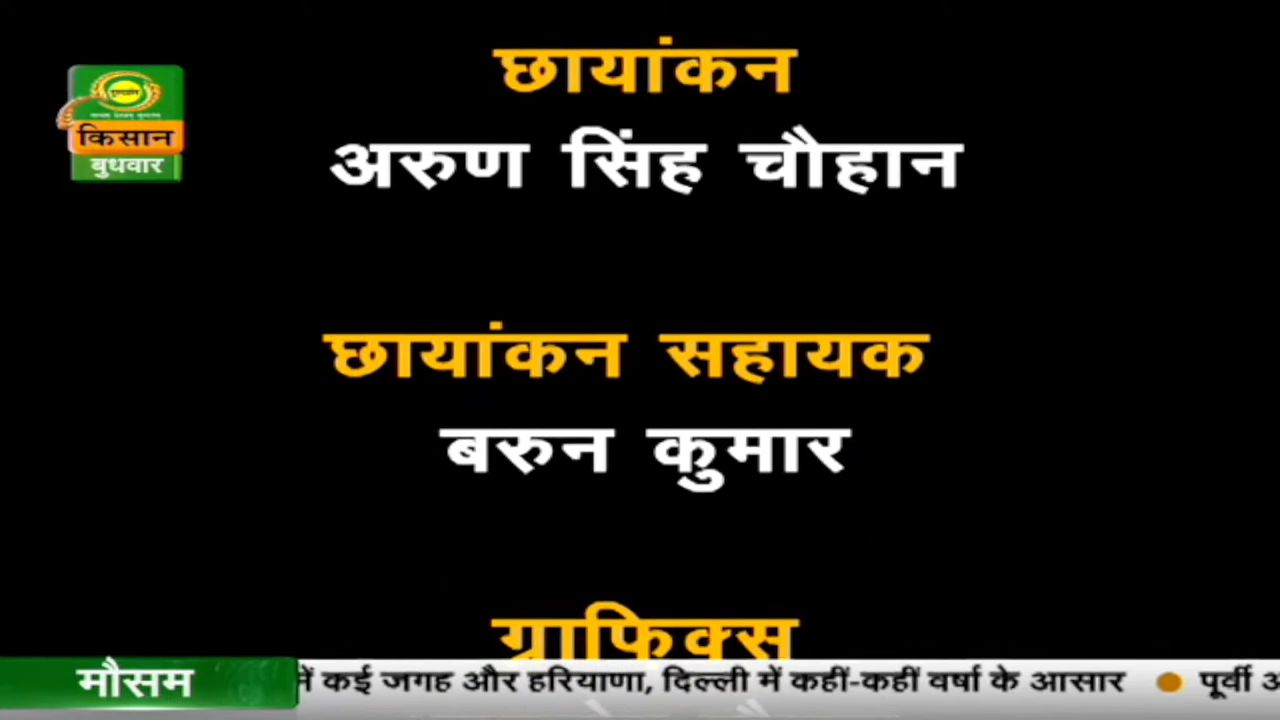 छायांकन
अरुण सिंह चौहान
किसान
बुधवार
छायांकन सहायक
बरुन कुमार
ग्राफिक्स
मौसम
में कई जगह और हरियाणा, दिल्ली में कहीं-कहीं वर्षा के आसार ● पूर्वी